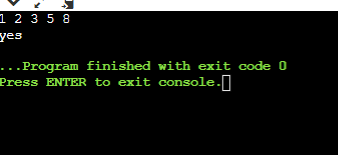 1 2 3 5 8
yes
...Program finished with exit code 0
Press ENTER to exit console.